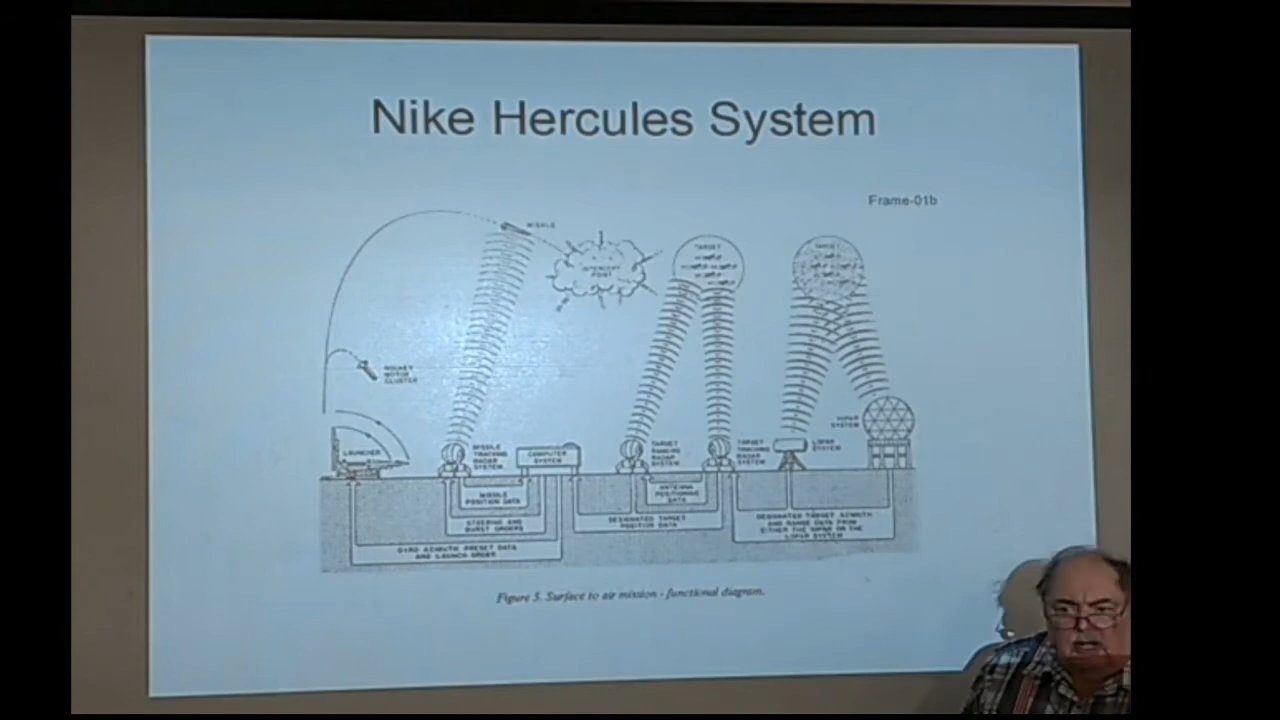 Nike Hercules System
Frame-01b
MISSILE
INTERCEPT
POINT
TARGET
TARGET
ROCKET
MOTOR
CLUSTER
HIPAR
SYSTEM
LAUNCHER
MISSILE
TRACKING
RADAR
SYSTEM
COMPUTER
SYSTEM
TARGET
RANGING
RADAR
SYSTEM
TARGET
TRACKING
RADAR
SYSTEM
LOPAR
SYSTEM
MISSILE
POSITION DATA
ANTENNA
POSITIONING
DATA
STEERING AND
BURST ORDERS
DESIGNATED TARGET
POSITION DATA
DESIGNATED TARGET AZIMUTH
AND RANGE DATA FROM
EITHER THE HIPAR OR THE
LOPAR SYSTEM
GYRO AZIMUTH PRESET DATA
AND LAUNCH ORDER
Figure 5. Surface to air mission - functional diagram.